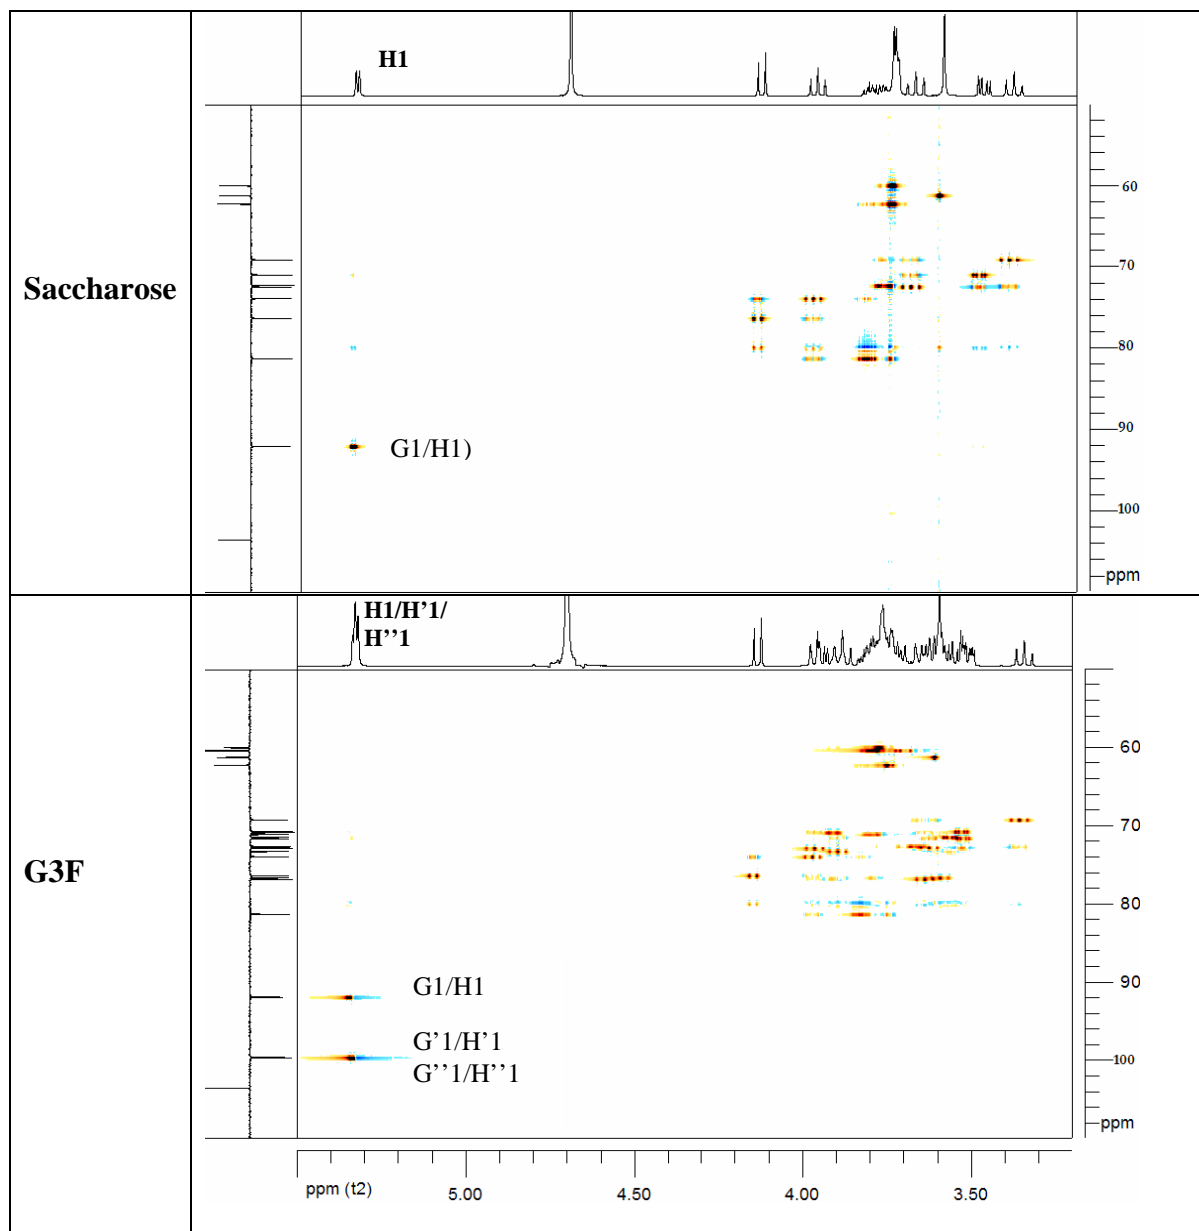 H1
60
70
Saccharose
80
90
G1/H1)
100
ppm
H1/H’1/
H’’1
60
70
G3F
80
90
G1/H1
G’1/H’1
100
G’’1/H’’1
ppm
ppm (t2)
5.00
4.50
4.00
3.50